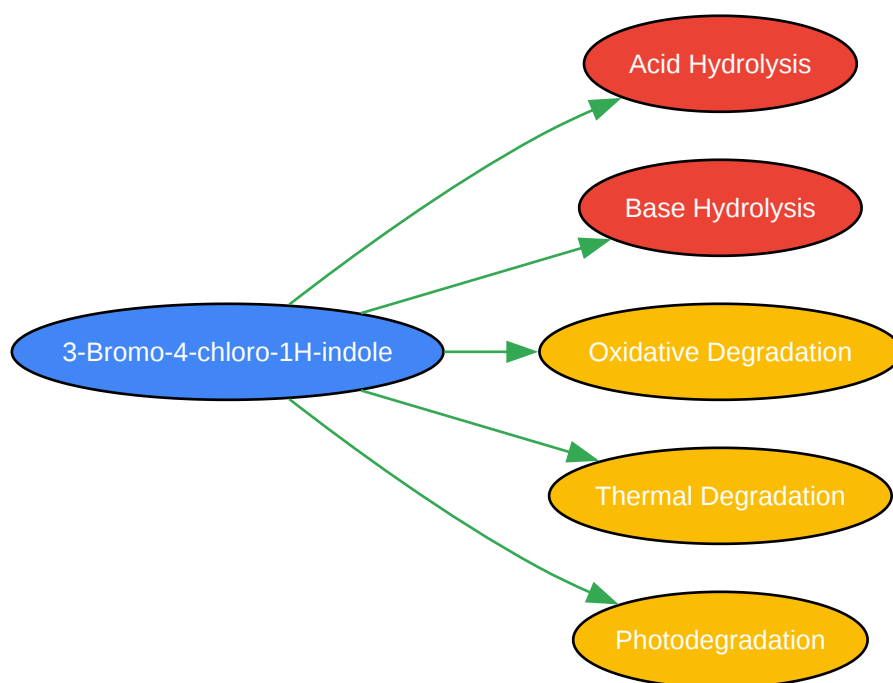 Acid Hydrolysis
Base Hydrolysis
3-Bromo-4-chloro-1H-indole
Oxidative Degradation
Thermal Degradation
Photodegradation